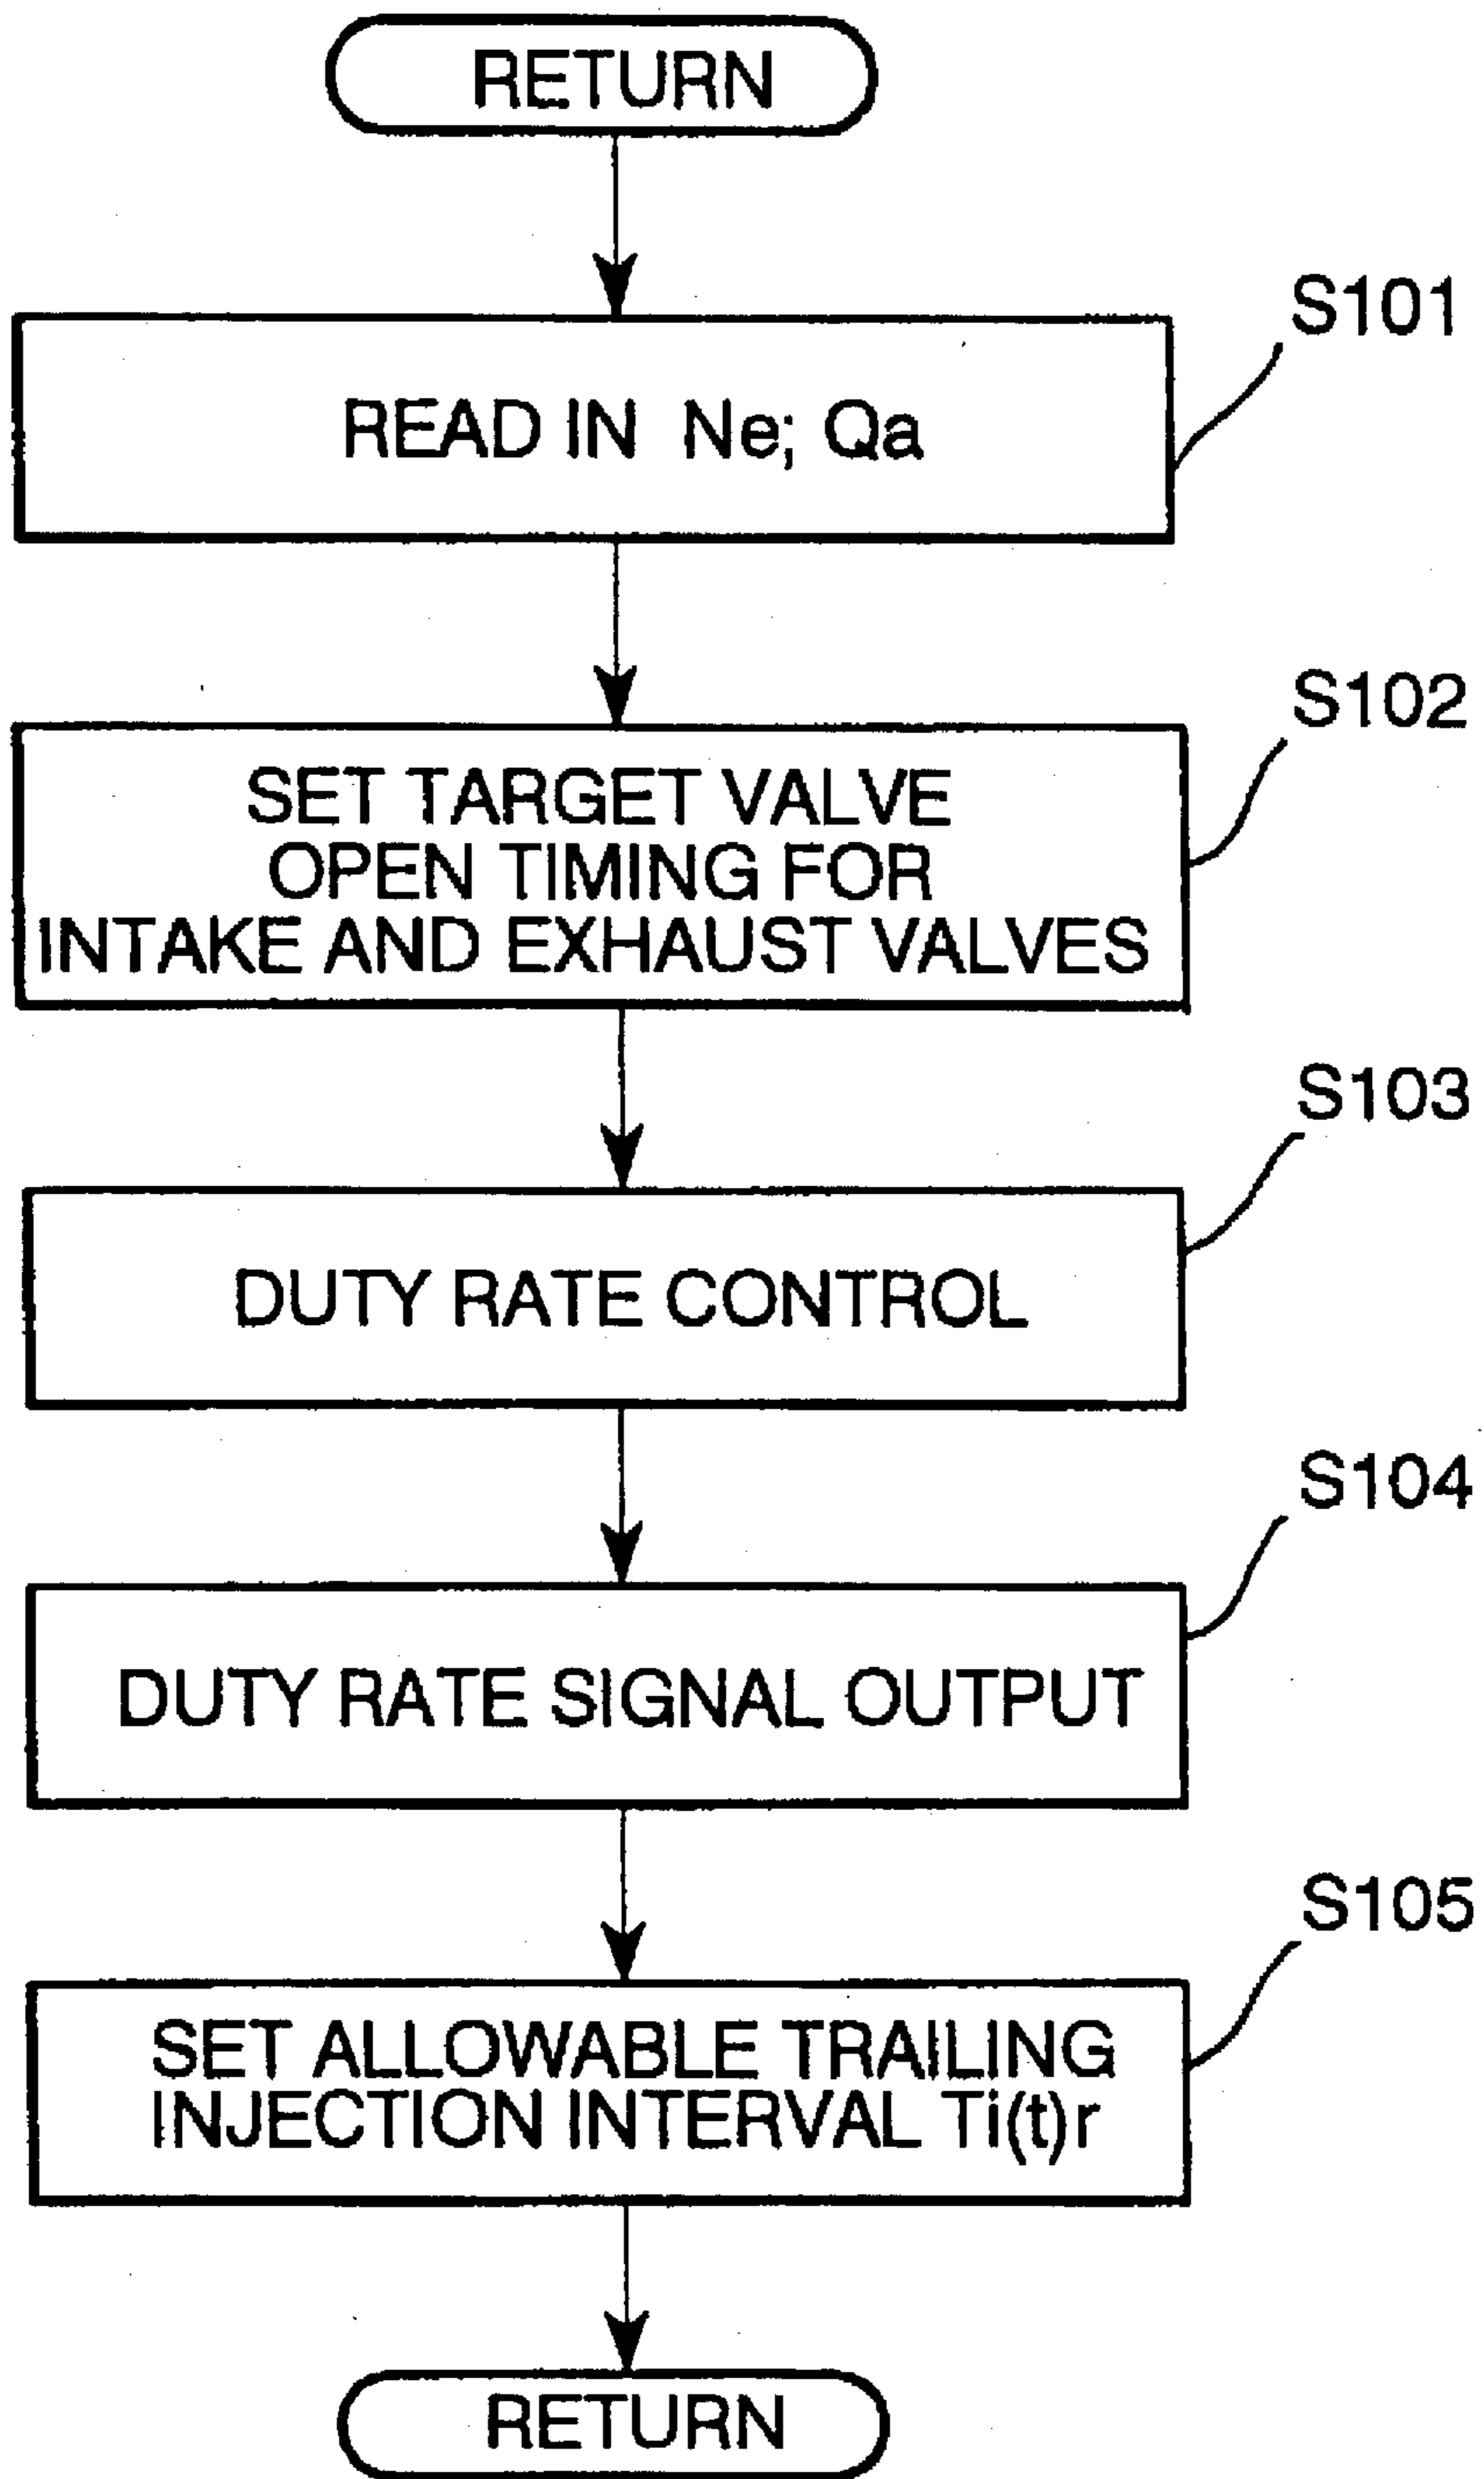 RETURN
S101
READ IN Ne; Qa
S102
SET TARGET VALVE
OPEN TIMING FOR
INTAKE AND EXHAUST VALVES
S103
DUTY RATE CONTROL
S104
DUTY RATE SIGNAL OUTPUT
S105
SET ALLOWABLE TRAILING
INJECTION INTERVAL Ti(t)r
RETURN